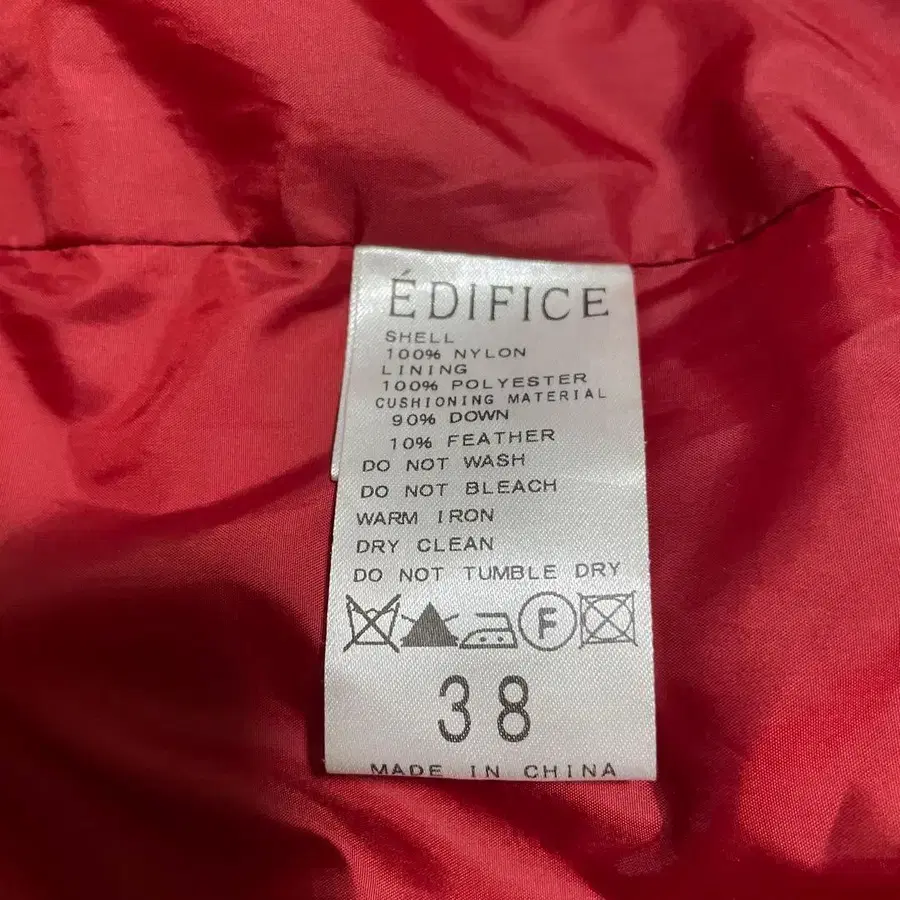 ÉDIFICE
SHELL
100% NYLON
LINING
100% POLYESTER
CUSHIONING MATERIAL
90% DOWN
10% FEATHER
DO NOT WASH
DO NOT BLEACH
WARM IRON
DRY CLEAN
DO NOT TUMBLE DRY
F
38
MADE IN CHINA